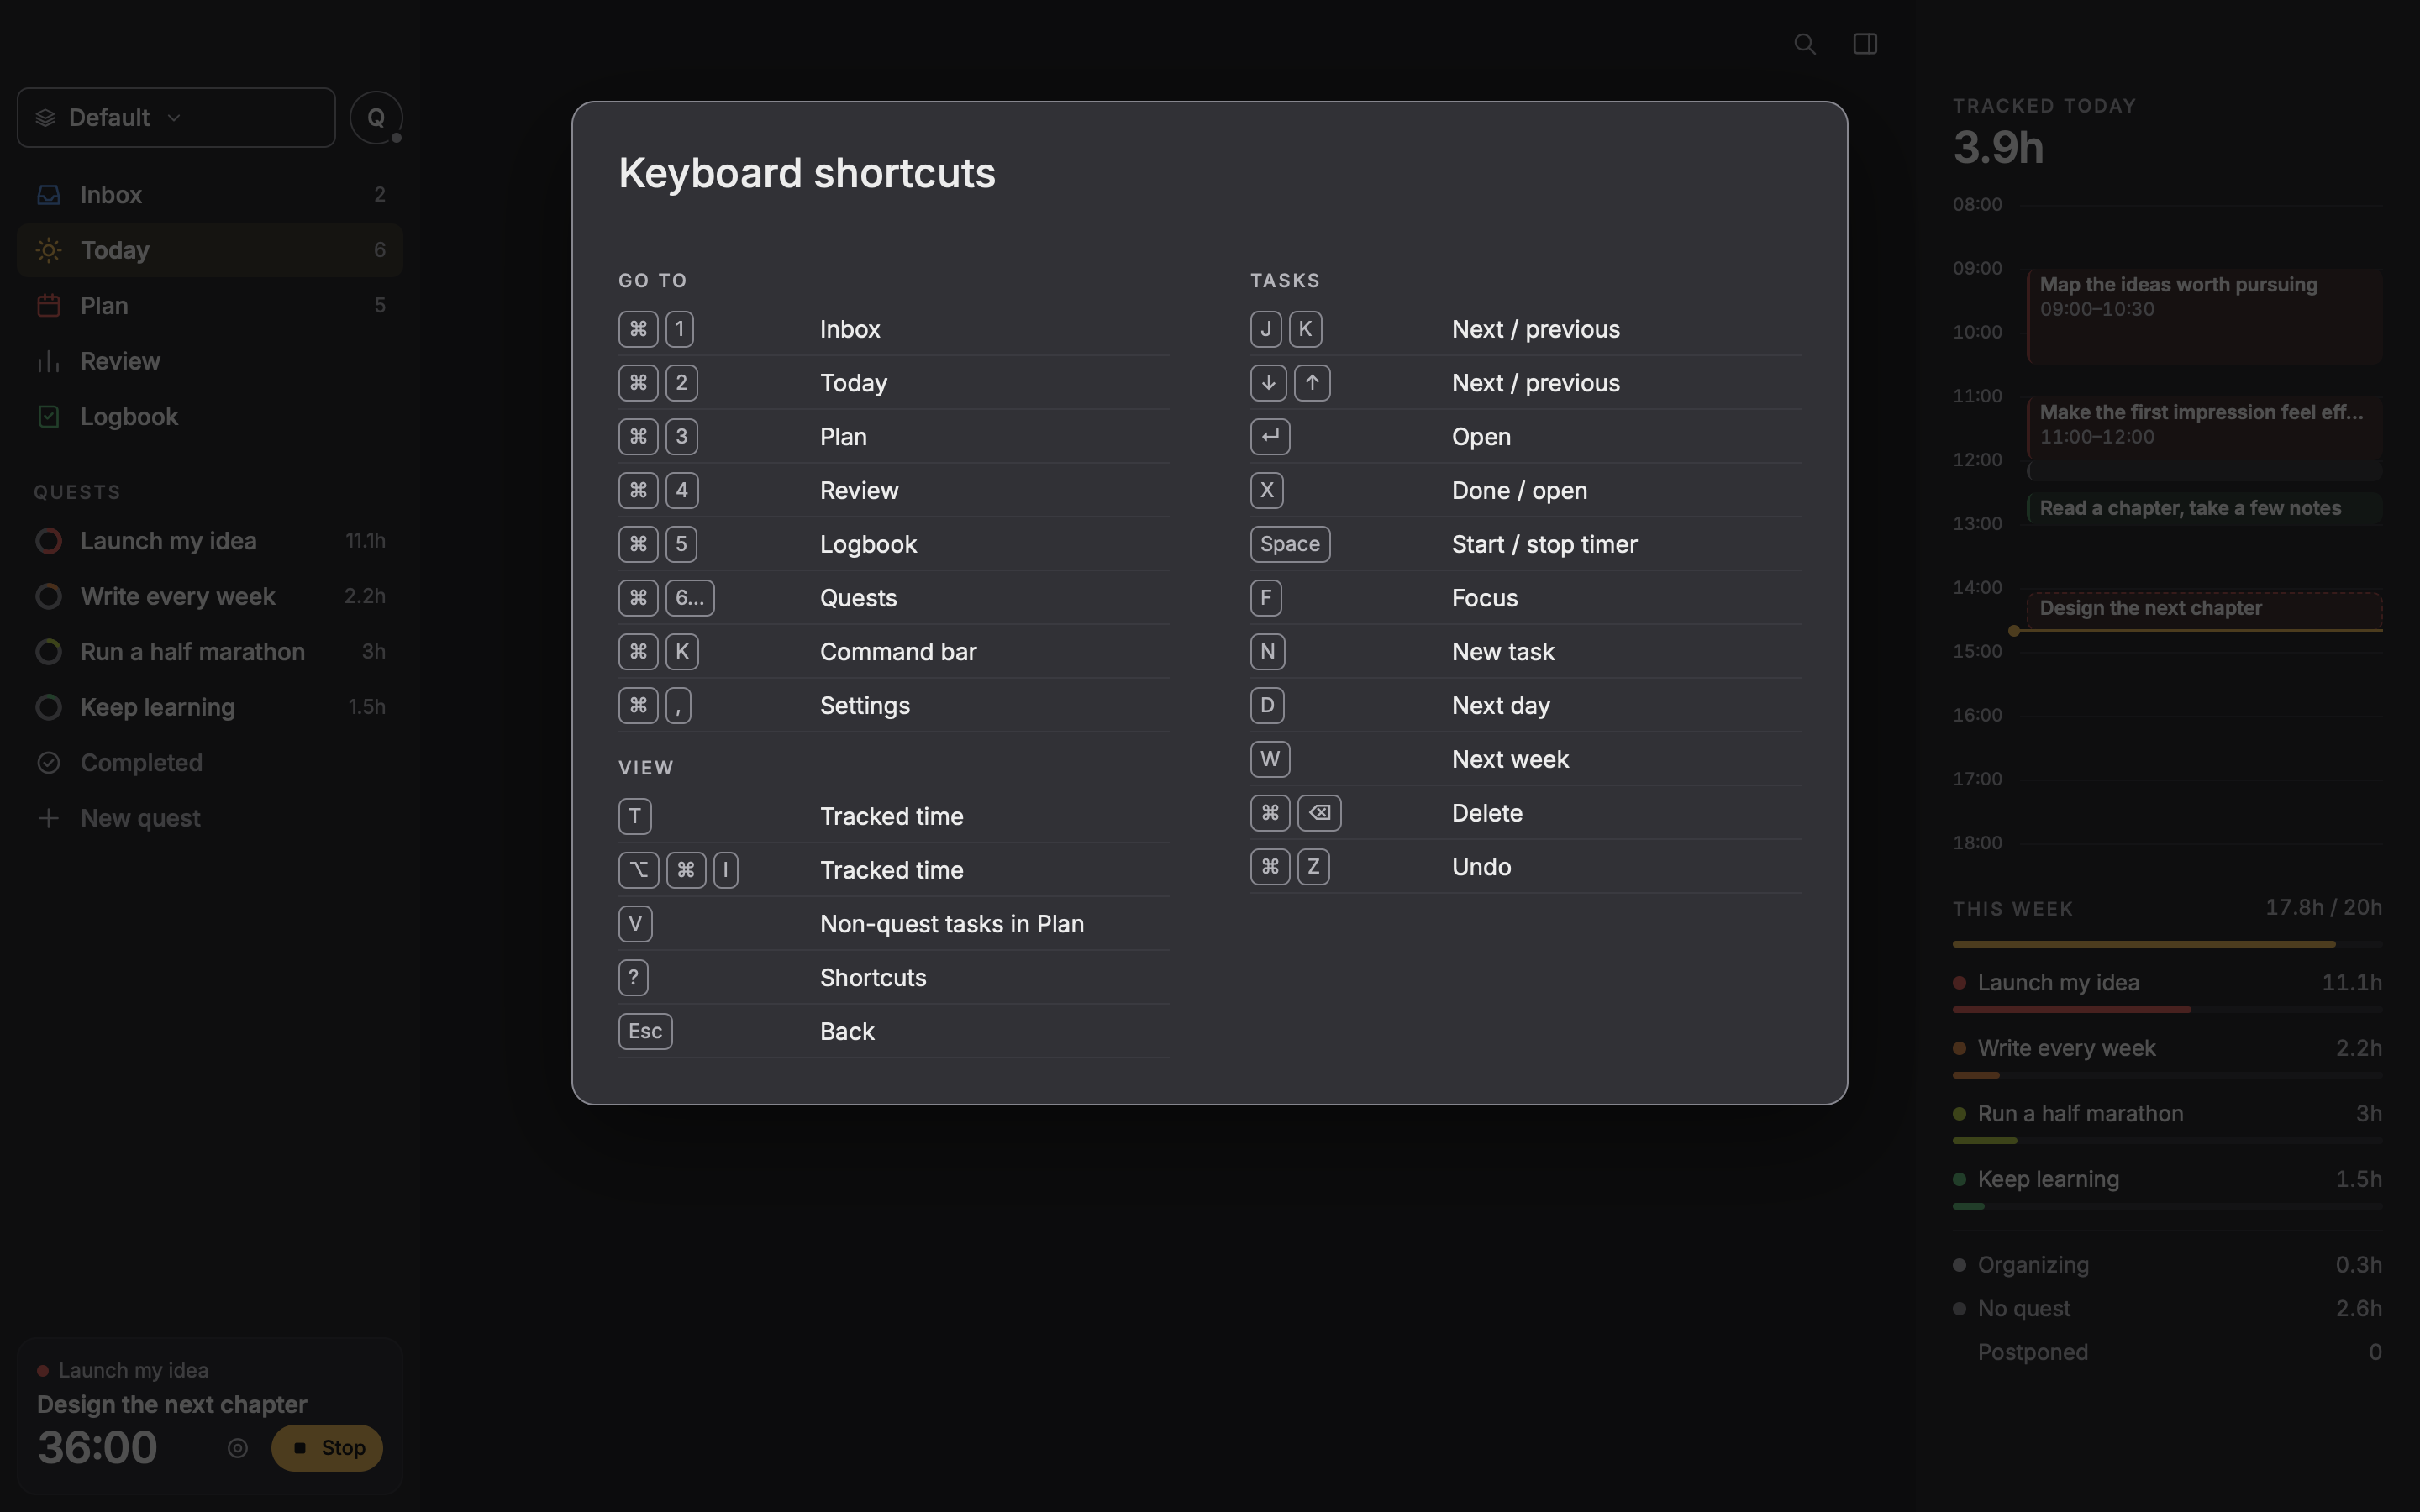 Default
Q
Inbox 2
Today 6
Plan 5
Review
Logbook
QUESTS
Launch my idea 11.1h
Write every week 2.2h
Run a half marathon 3h
Keep learning 1.5h
Completed
New quest
Launch my idea
Design the next chapter
36:00 Stop
Keyboard shortcuts
GO TO
⌘ 1 Inbox
⌘ 2 Today
⌘ 3 Plan
⌘ 4 Review
⌘ 5 Logbook
⌘ 6… Quests
⌘ K Command bar
⌘ , Settings
VIEW
T Tracked time
⌥ ⌘ I Tracked time
V Non-quest tasks in Plan
? Shortcuts
Esc Back
TASKS
J K Next / previous
↓ ↑ Next / previous
↵ Open
X Done / open
Space Start / stop timer
F Focus
N New task
D Next day
W Next week
⌘ ⌫ Delete
⌘ Z Undo
TRACKED TODAY
3.9h
08:00
09:00
Map the ideas worth pursuing
09:00–10:30
10:00
11:00
Make the first impression feel eff…
11:00–12:00
12:00
Read a chapter, take a few notes
13:00
14:00
Design the next chapter
15:00
16:00
17:00
18:00
THIS WEEK 17.8h / 20h
Launch my idea 11.1h
Write every week 2.2h
Run a half marathon 3h
Keep learning 1.5h
Organizing 0.3h
No quest 2.6h
Postponed 0